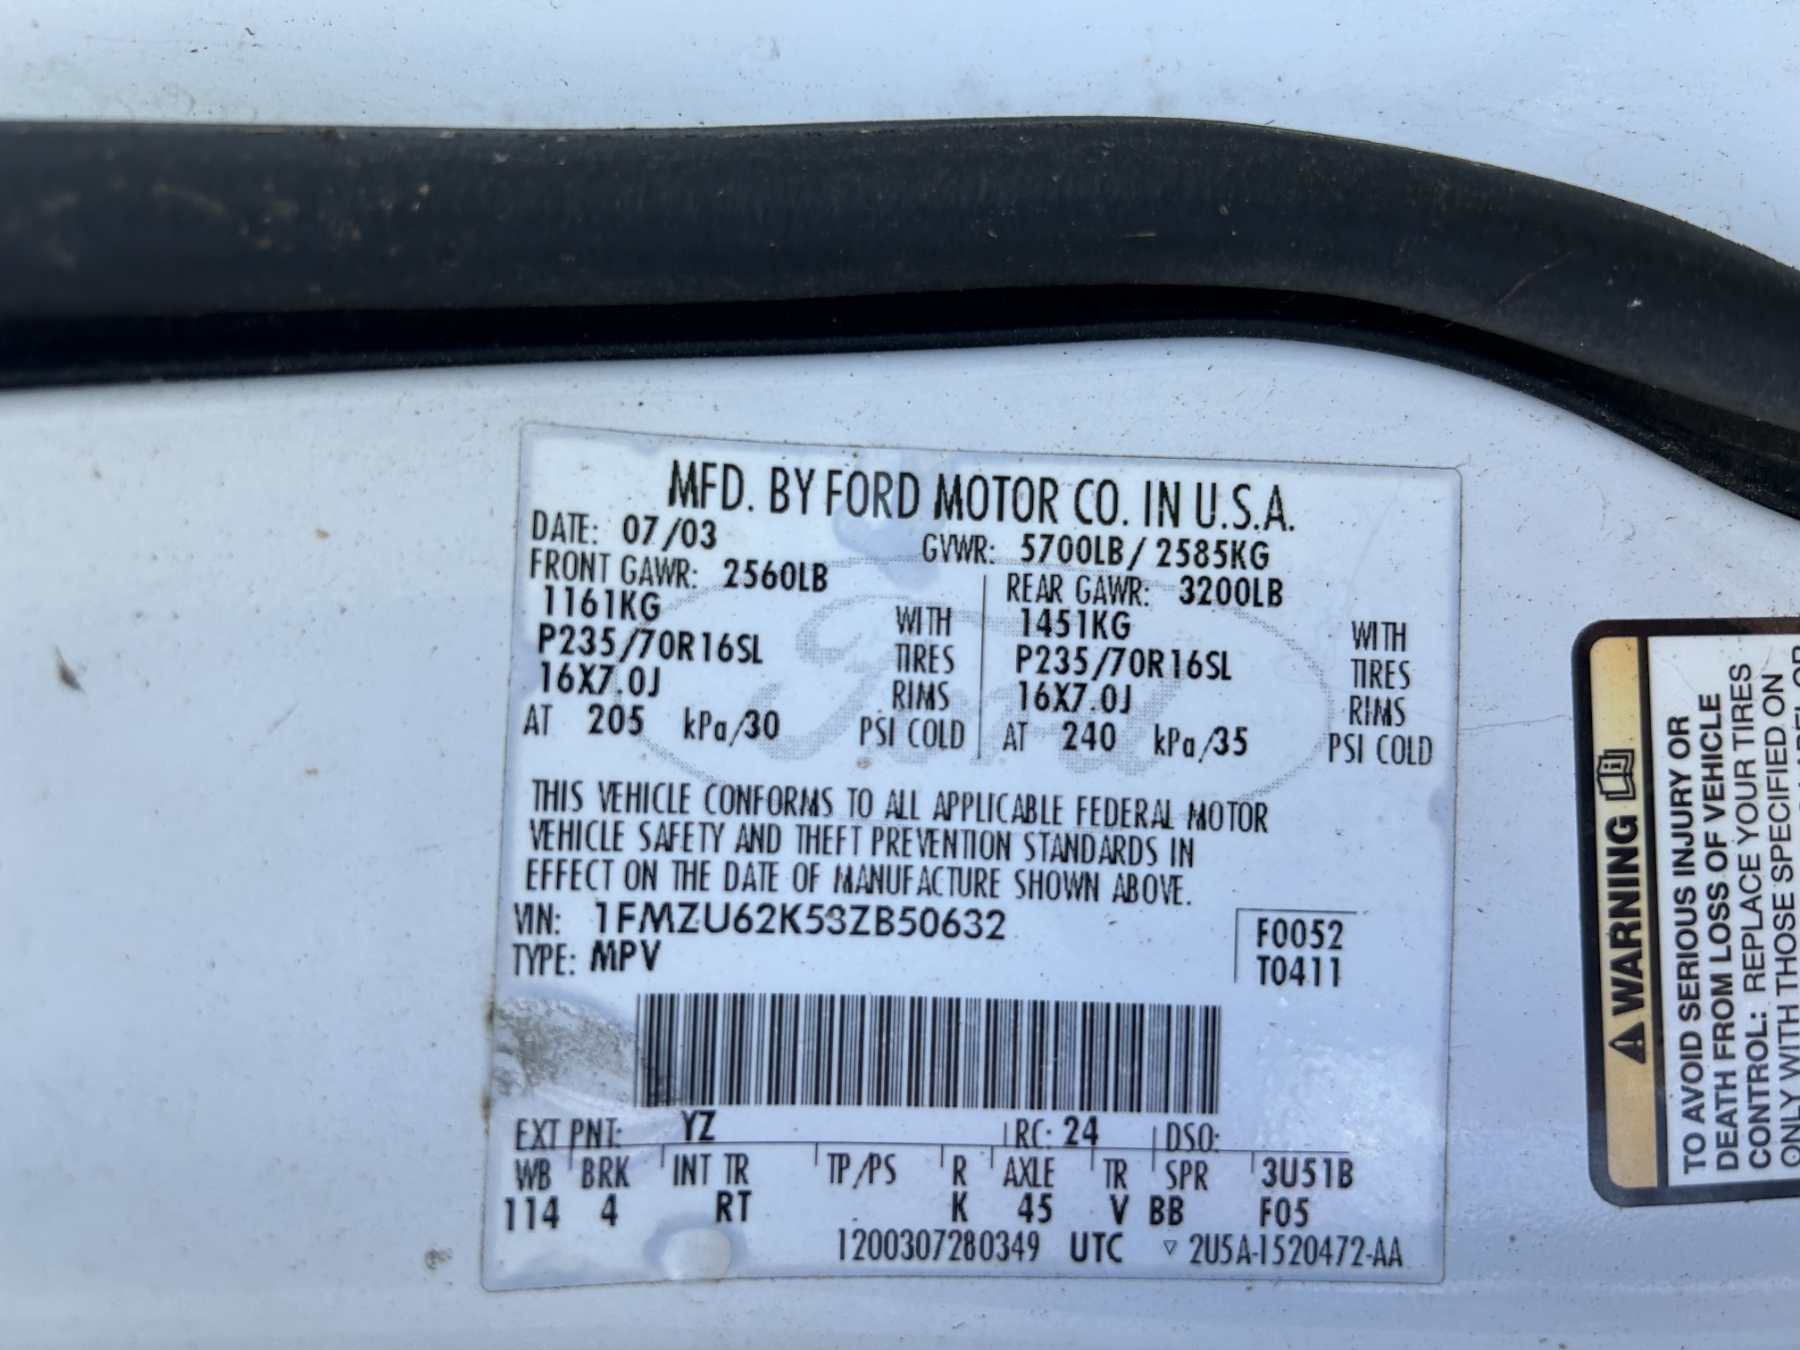 MFD. BY FORD MOTOR CO. IN U.S.A.
DATE: 07/03 GVWR: 5700LB/ 2585KG
FRONT GAWR: 2560LB REAR GAWR: 3200LB
1161KG WITH 1451KG WITH
P235/70R16SL TIRES P235/70R16SL TIRES
16X7.0J RIMS 16X7.0J RIMS
AT 205 kPa/30 PSI COLD AT 240 kPa/35 PSI COLD
THIS VEHICLE CONFORMS TO ALL APPLICABLE FEDERAL MOTOR
VEHICLE SAFETY AND THEFT PREVENTION STANDARDS IN
EFFECT ON THE DATE OF MANUFACTURE SHOWN ABOVE.
VIN: 1FMZU62K53ZB50632 F0052
TYPE: MPV T0411
EXT PNT: YZ RC: 24 DSO:
WB BRK INT TR TP/PS R AXLE TR SPR 3U51B
114 4 RT K 45 V BB F05
1200307280349 UTC ▽ 2U5A-1520472-AA
Ford
⚠ WARNING
TO AVOID SERIOUS INJURY OR
DEATH FROM LOSS OF VEHICLE
CONTROL: REPLACE YOUR TIRES
ONLY WITH THOSE SPECIFIED ON